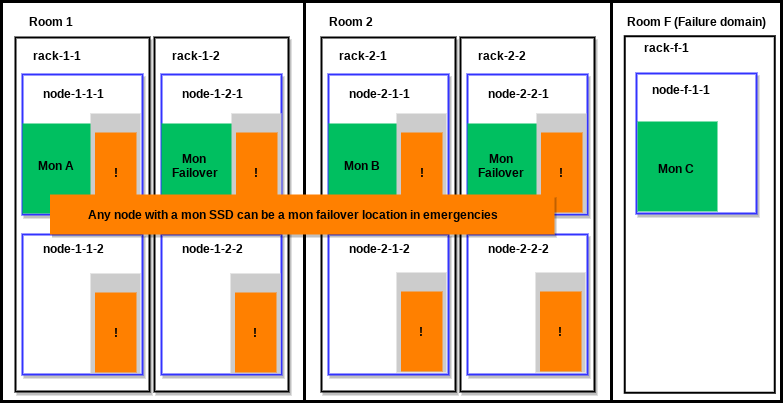 Room 1
Room 2
Room F (Failure domain)
rack-1-1
rack-1-2
rack-2-1
rack-2-2
rack-f-1
node-1-1-1
node-1-2-1
node-2-1-1
node-2-2-1
node-f-1-1
Mon A
!
Mon
Failover
!
Mon B
!
Mon
Failover
!
Mon C
Any node with a mon SSD can be a mon failover location in emergencies
node-1-1-2
node-1-2-2
node-2-1-2
node-2-2-2
!
!
!
!